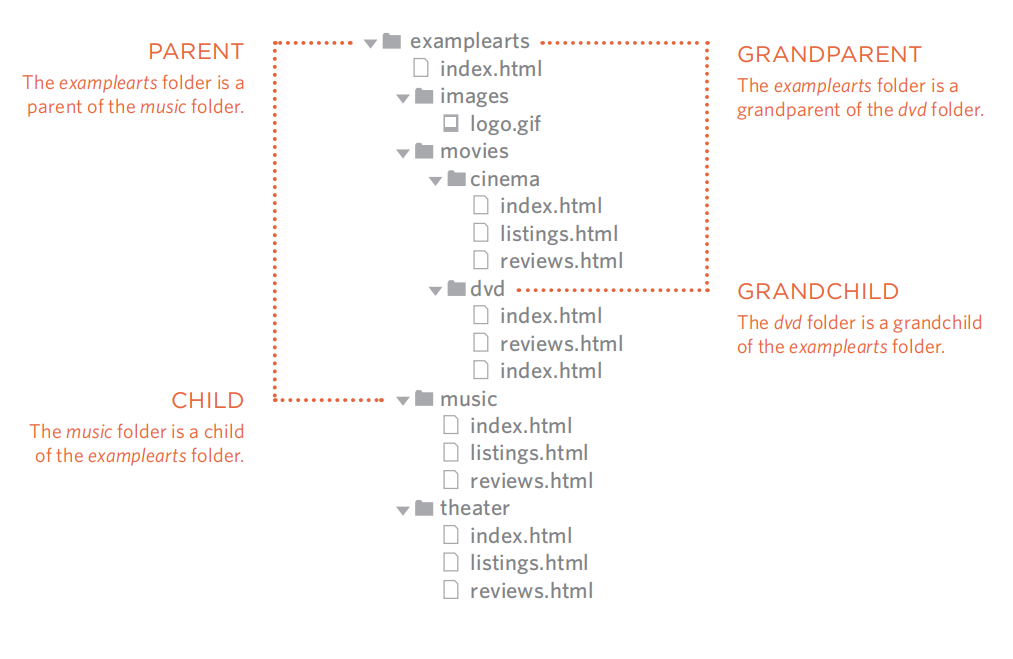 PARENT
The examplearts folder is a
parent of the music folder.
GRANDPARENT
The examplearts folder is a
grandparent of the dvd folder.
examplearts
index.html
images
logo.gif
movies
cinema
index.html
listings.html
reviews.html
dvd
index.html
reviews.html
index.html
music
index.html
listings.html
reviews.html
theater
index.html
listings.html
reviews.html
GRANDCHILD
The dvd folder is a grandchild
of the examplearts folder.
CHILD
The music folder is a child
of the examplearts folder.